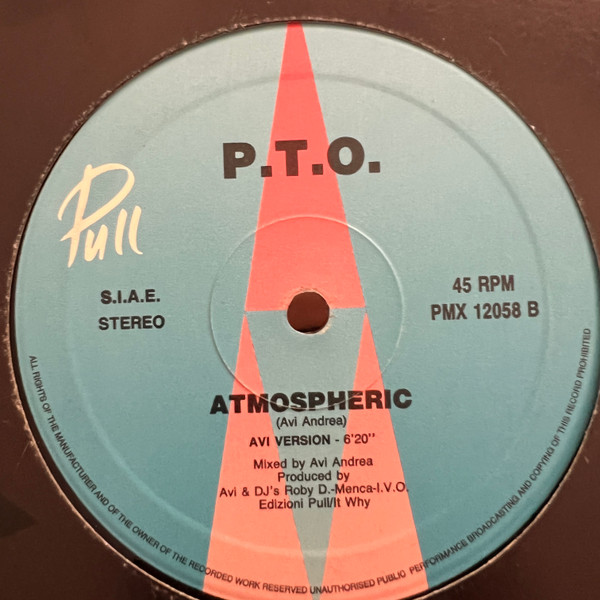 P.T.O.
Pull
S.I.A.E.
STEREO
45 RPM
PMX 12058 B
ATMOSPHERIC
(Avi Andrea)
AVI VERSION - 6'20''
Mixed by Avi Andrea
Produced by
Avi & DJ's Roby D.-Menca-I.V.O.
Edizioni Pull/It Why
ALL RIGHTS OF THE MANUFACTURER AND OF THE OWNER OF THE RECORDED WORK RESERVED UNAUTHORISED PUBLIC PERFORMANCE BROADCASTING AND COPYING OF THIS RECORD PROHIBITED